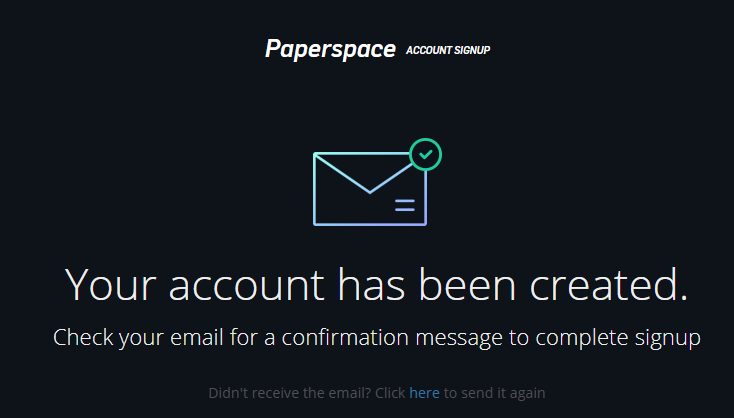 Paperspace ACCOUNT SIGNUP
Your account has been created.
Check your email for a confirmation message to complete signup
Didn't receive the email? Click here to send it again